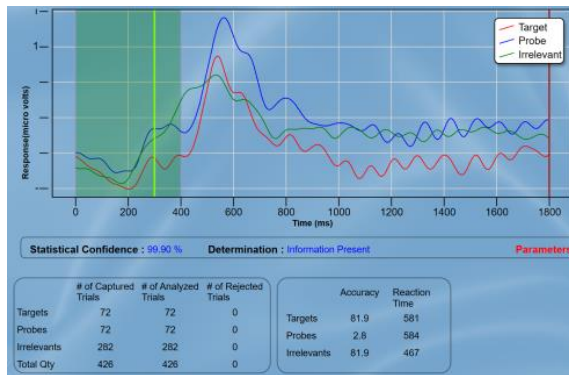 Target
Probe
Irrelevant
1
Response(micro volts)
0 200 400 600 800 1000 1200 1400 1600 1800
Time (ms)
Statistical Confidence : 99.90 % Determination : Information Present Parameters
# of Captured Trials # of Analyzed Trials # of Rejected Trials
Targets 72 72 0
Probes 72 72 0
Irrelevants 282 282 0
Total Qty 426 426 0
Accuracy Reaction Time
Targets 81.9 581
Probes 2.8 584
Irrelevants 81.9 467